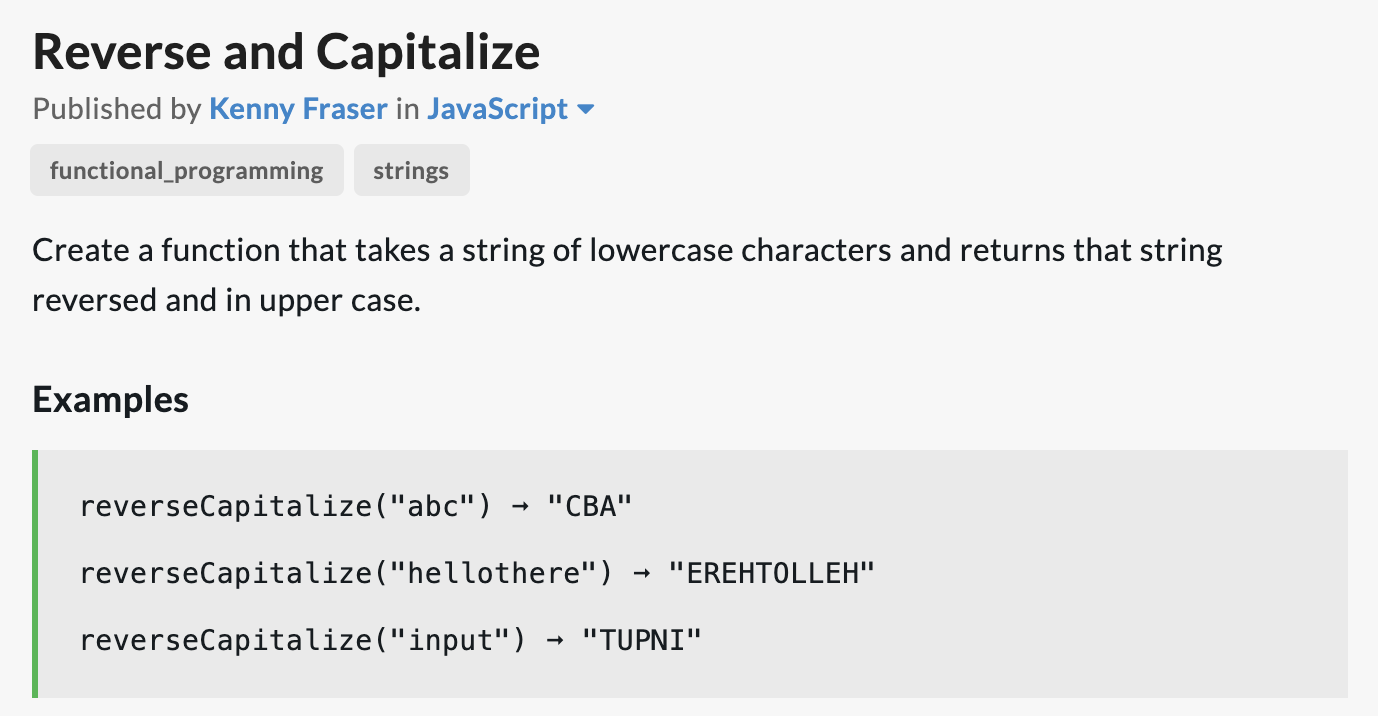 Reverse and Capitalize
Published by Kenny Fraser in JavaScript
functional_programming strings
Create a function that takes a string of lowercase characters and returns that string
reversed and in upper case.
Examples
reverseCapitalize("abc") → "CBA"
reverseCapitalize("hellothere") → "EREHTOLLEH"
reverseCapitalize("input") → "TUPNI"